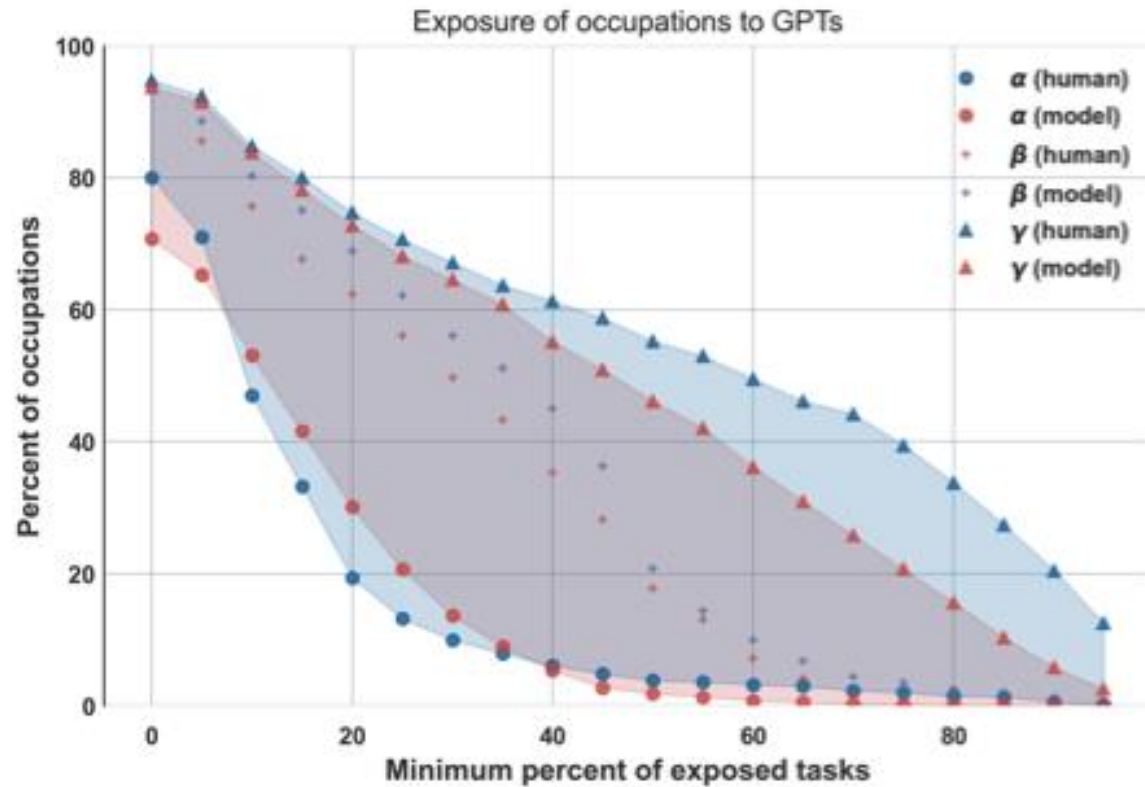 Exposure of occupations to GPTs
100
80
60
40
20
0
Percent of occupations
α (human)
α (model)
β (human)
β (model)
γ (human)
γ (model)
0 20 40 60 80
Minimum percent of exposed tasks